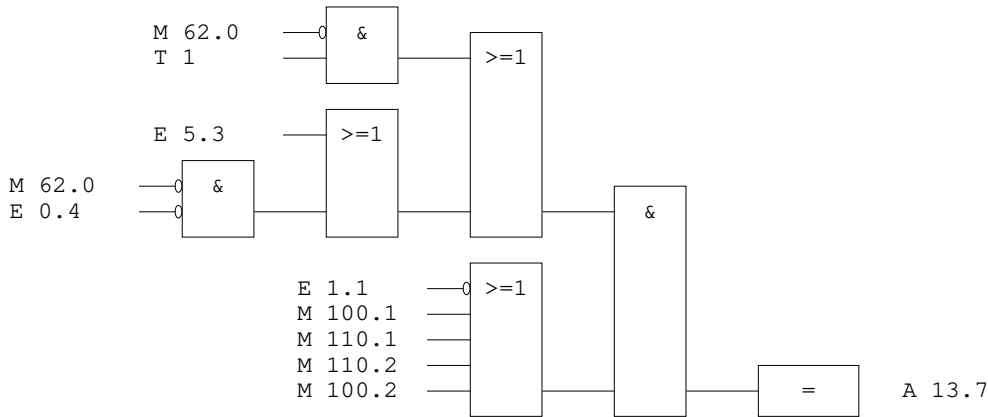 M 62.0 &
T 1 >=1
E 5.3 >=1
M 62.0 &
E 0.4 &
E 1.1 >=1
M 100.1
M 110.1
M 110.2
M 100.2 = A 13.7